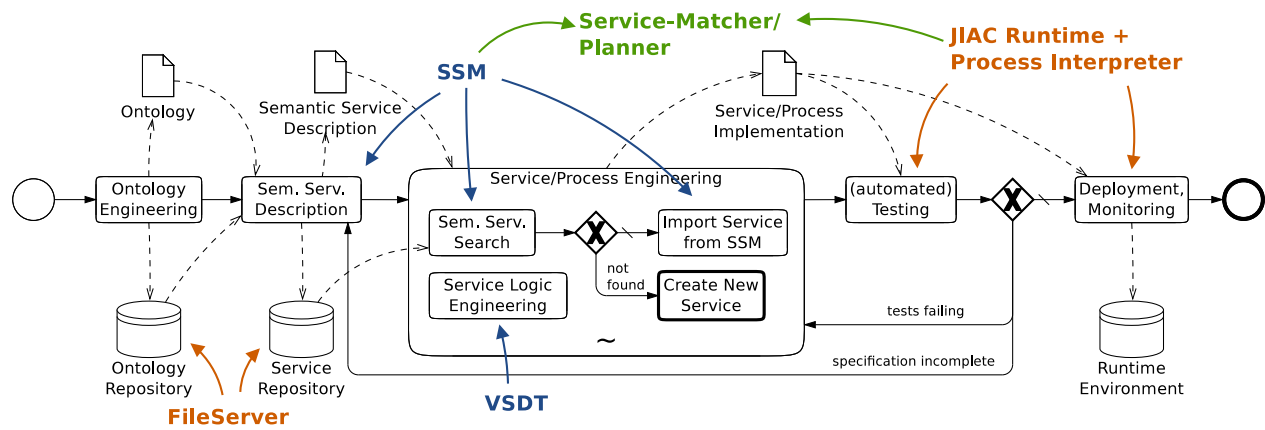 Service-Matcher/
Planner
JIAC Runtime +
Process Interpreter
SSM
Ontology
Semantic Service
Description
Service/Process
Implementation
Ontology
Engineering
Sem. Serv.
Description
Service/Process Engineering
Sem. Serv.
Search
X
Import Service
from SSM
not
found
Service Logic
Engineering
Create New
Service
~
(automated)
Testing
X
Deployment,
Monitoring
tests failing
specification incomplete
Ontology
Repository
Service
Repository
Runtime
Environment
VSDT
FileServer